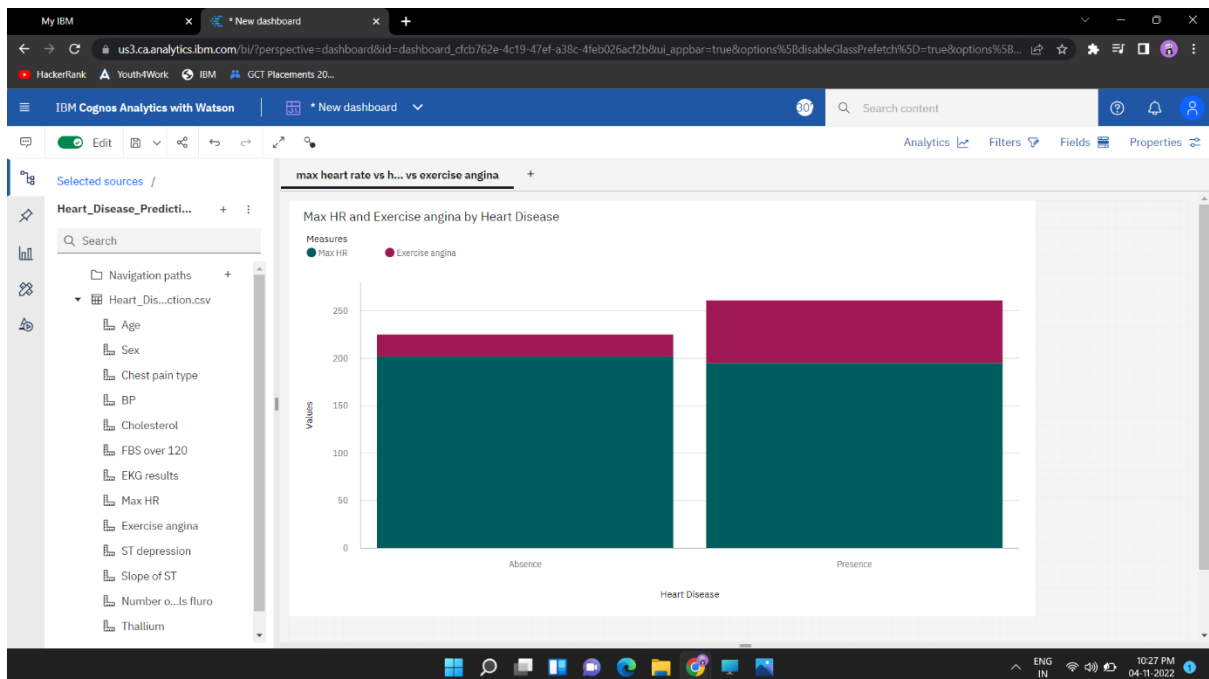 My IBM
* New dashboard
us3.ca.analytics.ibm.com/bi/?perspective=dashboard&id=dashboard_cfcb762e-4c19-47ef-a38c-4feb026acf2b&ui_appbar=true&options%5BdisableGlassPrefetch%5D=true&options%5B...
HackerRank Youth4Work IBM GCT Placements 20...
IBM Cognos Analytics with Watson * New dashboard 30 Search content
Edit Analytics Filters Fields Properties
Selected sources /
max heart rate vs h... vs exercise angina +
Heart_Disease_Predicti... +
Search
Navigation paths +
Heart_Dis...ction.csv
Age
Sex
Chest pain type
BP
Cholesterol
FBS over 120
EKG results
Max HR
Exercise angina
ST depression
Slope of ST
Number o...ls fluro
Thallium
Max HR and Exercise angina by Heart Disease
Measures
Max HR Exercise angina
250
200
150
100
50
0
Values
Absence Presence
Heart Disease
ENG
IN
10:27 PM
04-11-2022
1